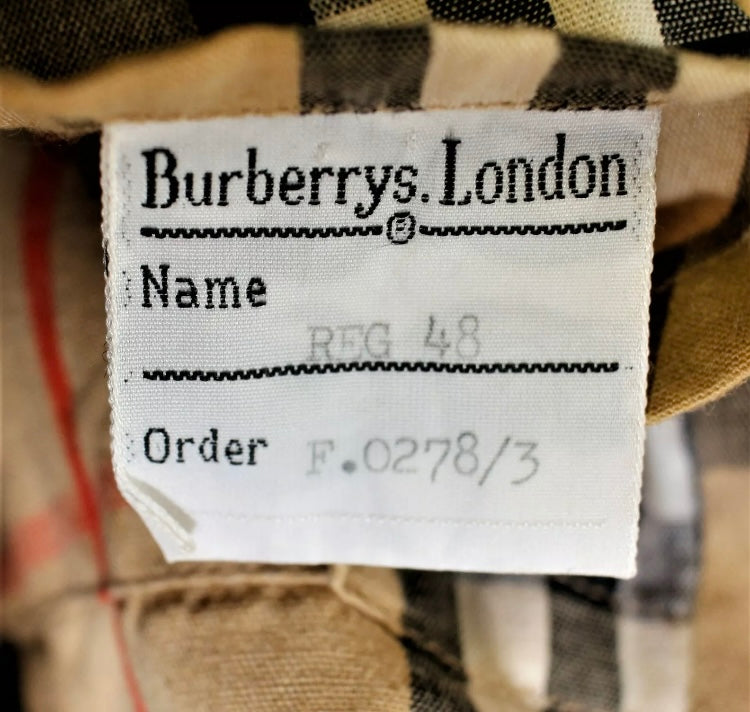 Burberrys. London
B
Name
REG 48
Order F.0278/3